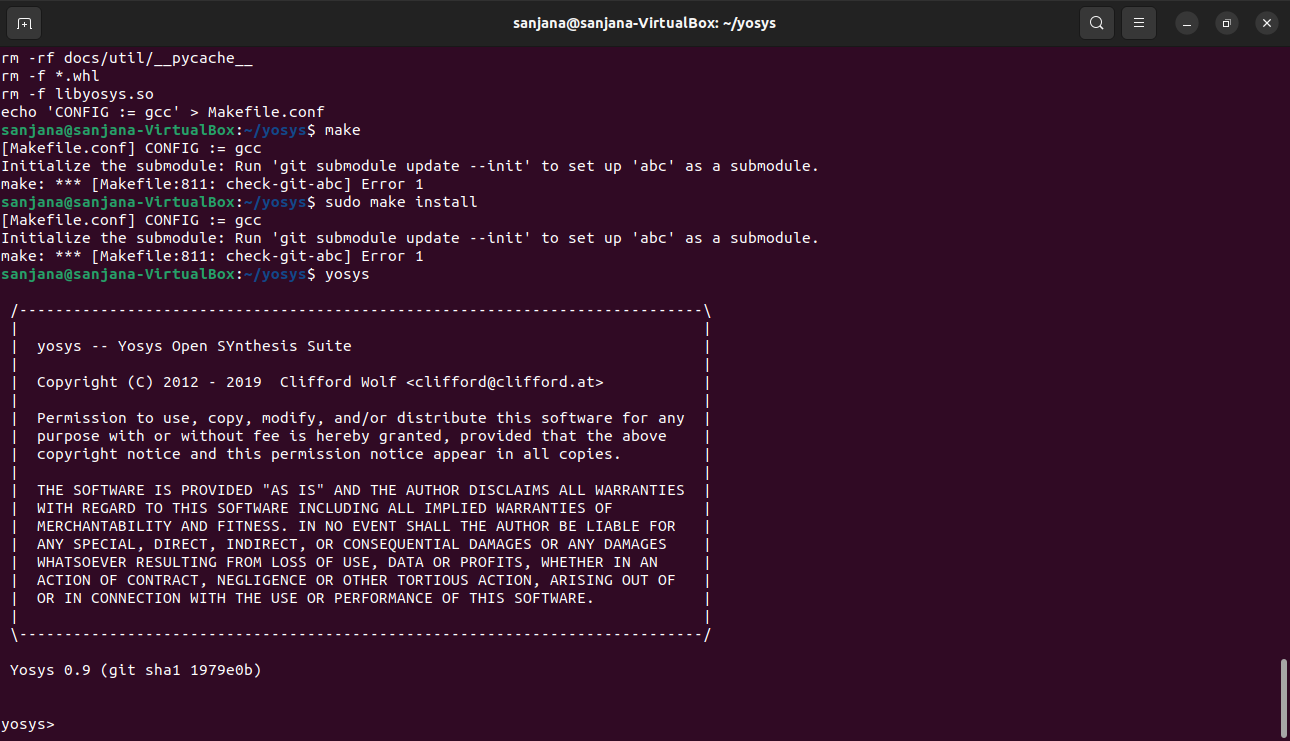 sanjana@sanjana-VirtualBox: ~/yosys
rm -rf docs/util/__pycache__
rm -f *.whl
rm -f libyosys.so
echo 'CONFIG := gcc' > Makefile.conf
sanjana@sanjana-VirtualBox:~/yosys$ make
[Makefile.conf] CONFIG := gcc
Initialize the submodule: Run 'git submodule update --init' to set up 'abc' as a submodule.
make: *** [Makefile:811: check-git-abc] Error 1
sanjana@sanjana-VirtualBox:~/yosys$ sudo make install
[Makefile.conf] CONFIG := gcc
Initialize the submodule: Run 'git submodule update --init' to set up 'abc' as a submodule.
make: *** [Makefile:811: check-git-abc] Error 1
sanjana@sanjana-VirtualBox:~/yosys$ yosys
/----------------------------------------------------------------------------\
|                                                                            |
|  yosys -- Yosys Open SYnthesis Suite                                       |
|                                                                            |
|  Copyright (C) 2012 - 2019  Clifford Wolf <clifford@clifford.at>           |
|                                                                            |
|  Permission to use, copy, modify, and/or distribute this software for any  |
|  purpose with or without fee is hereby granted, provided that the above    |
|  copyright notice and this permission notice appear in all copies.         |
|                                                                            |
|  THE SOFTWARE IS PROVIDED "AS IS" AND THE AUTHOR DISCLAIMS ALL WARRANTIES  |
|  WITH REGARD TO THIS SOFTWARE INCLUDING ALL IMPLIED WARRANTIES OF          |
|  MERCHANTABILITY AND FITNESS. IN NO EVENT SHALL THE AUTHOR BE LIABLE FOR   |
|  ANY SPECIAL, DIRECT, INDIRECT, OR CONSEQUENTIAL DAMAGES OR ANY DAMAGES    |
|  WHATSOEVER RESULTING FROM LOSS OF USE, DATA OR PROFITS, WHETHER IN AN     |
|  ACTION OF CONTRACT, NEGLIGENCE OR OTHER TORTIOUS ACTION, ARISING OUT OF   |
|  OR IN CONNECTION WITH THE USE OR PERFORMANCE OF THIS SOFTWARE.            |
|                                                                            |
\----------------------------------------------------------------------------/
Yosys 0.9 (git sha1 1979e0b)
yosys>